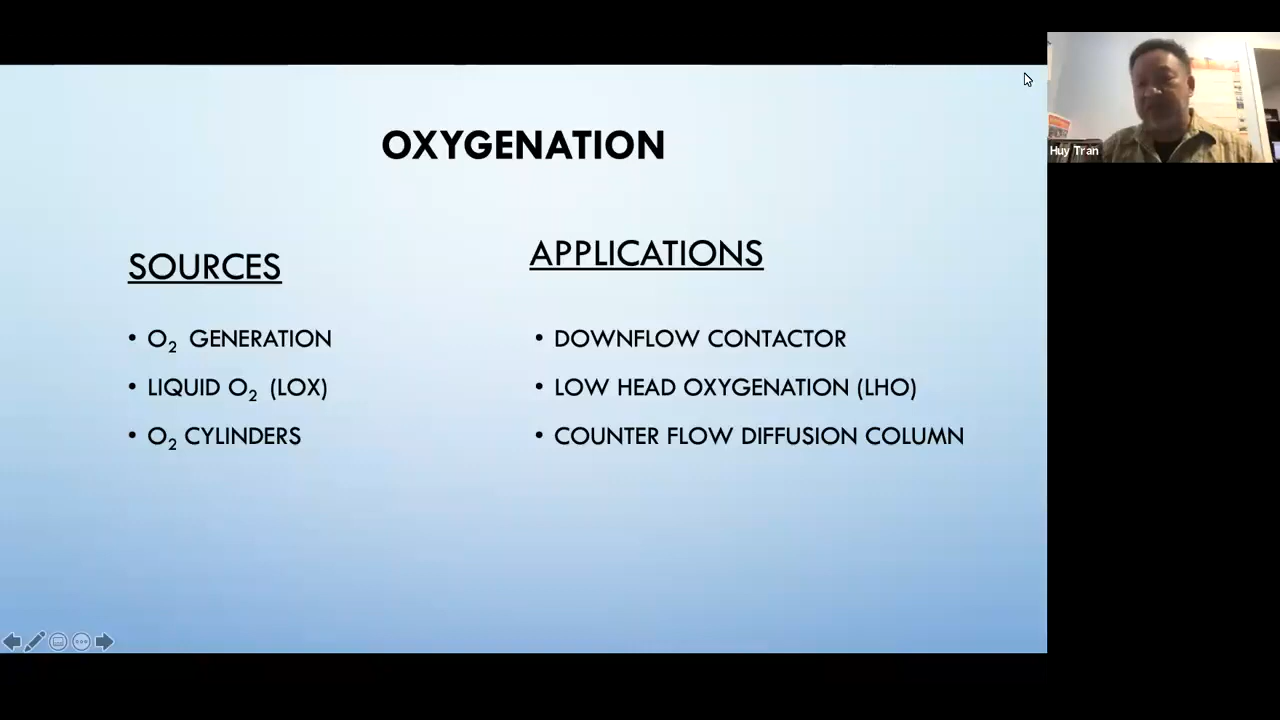 OXYGENATION
SOURCES
• O₂ GENERATION
• LIQUID O₂ (LOX)
• O₂ CYLINDERS
APPLICATIONS
• DOWNFLOW CONTACTOR
• LOW HEAD OXYGENATION (LHO)
• COUNTER FLOW DIFFUSION COLUMN
Huy Tran